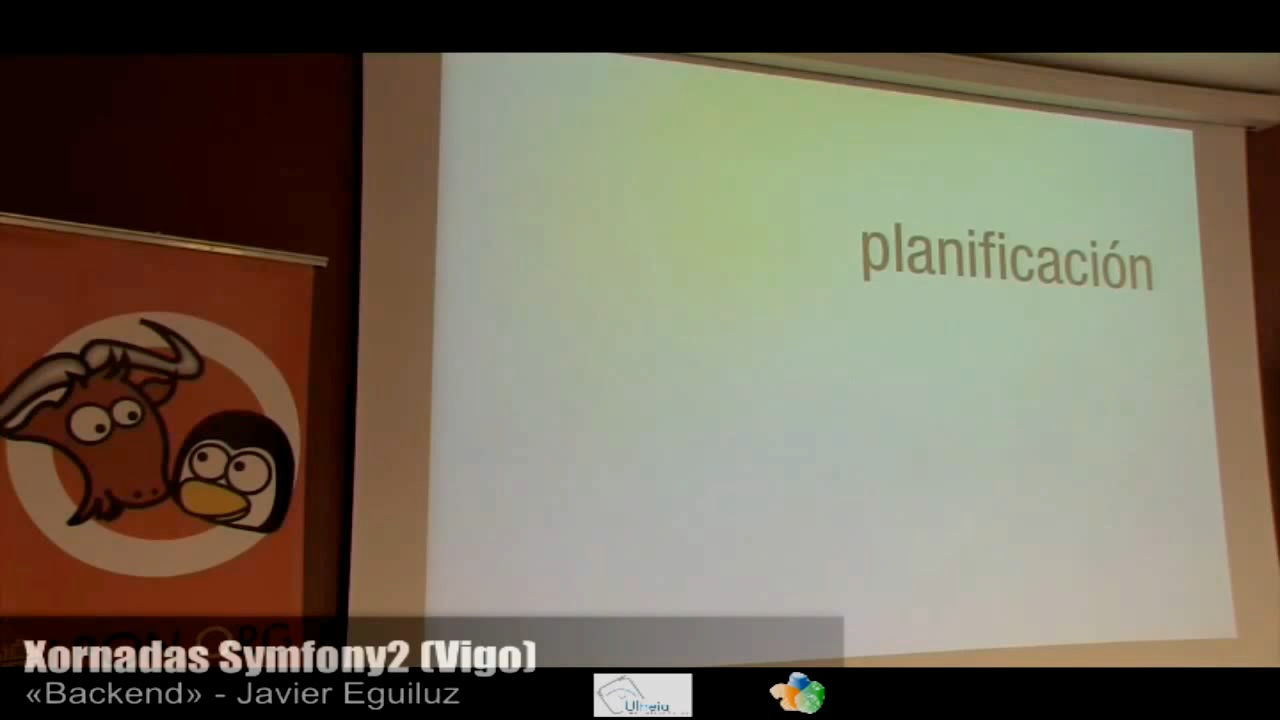 planificación
Xornadas Symfony2 (Vigo)
«Backend» - Javier Eguiluz